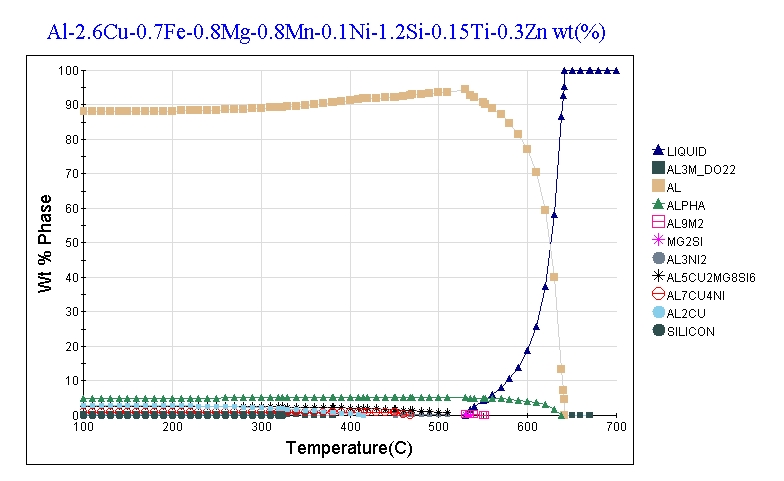 Al-2.6Cu-0.7Fe-0.8Mg-0.8Mn-0.1Ni-1.2Si-0.15Ti-0.3Zn wt(%)
100
90
80
70
60
50
40
30
20
10
0
Wt % Phase
100 200 300 400 500 600 700
Temperature(C)
LIQUID
AL3M_DO22
AL
ALPHA
AL9M2
MG2SI
AL3NI2
AL5CU2MG8SI6
AL7CU4NI
AL2CU
SILICON